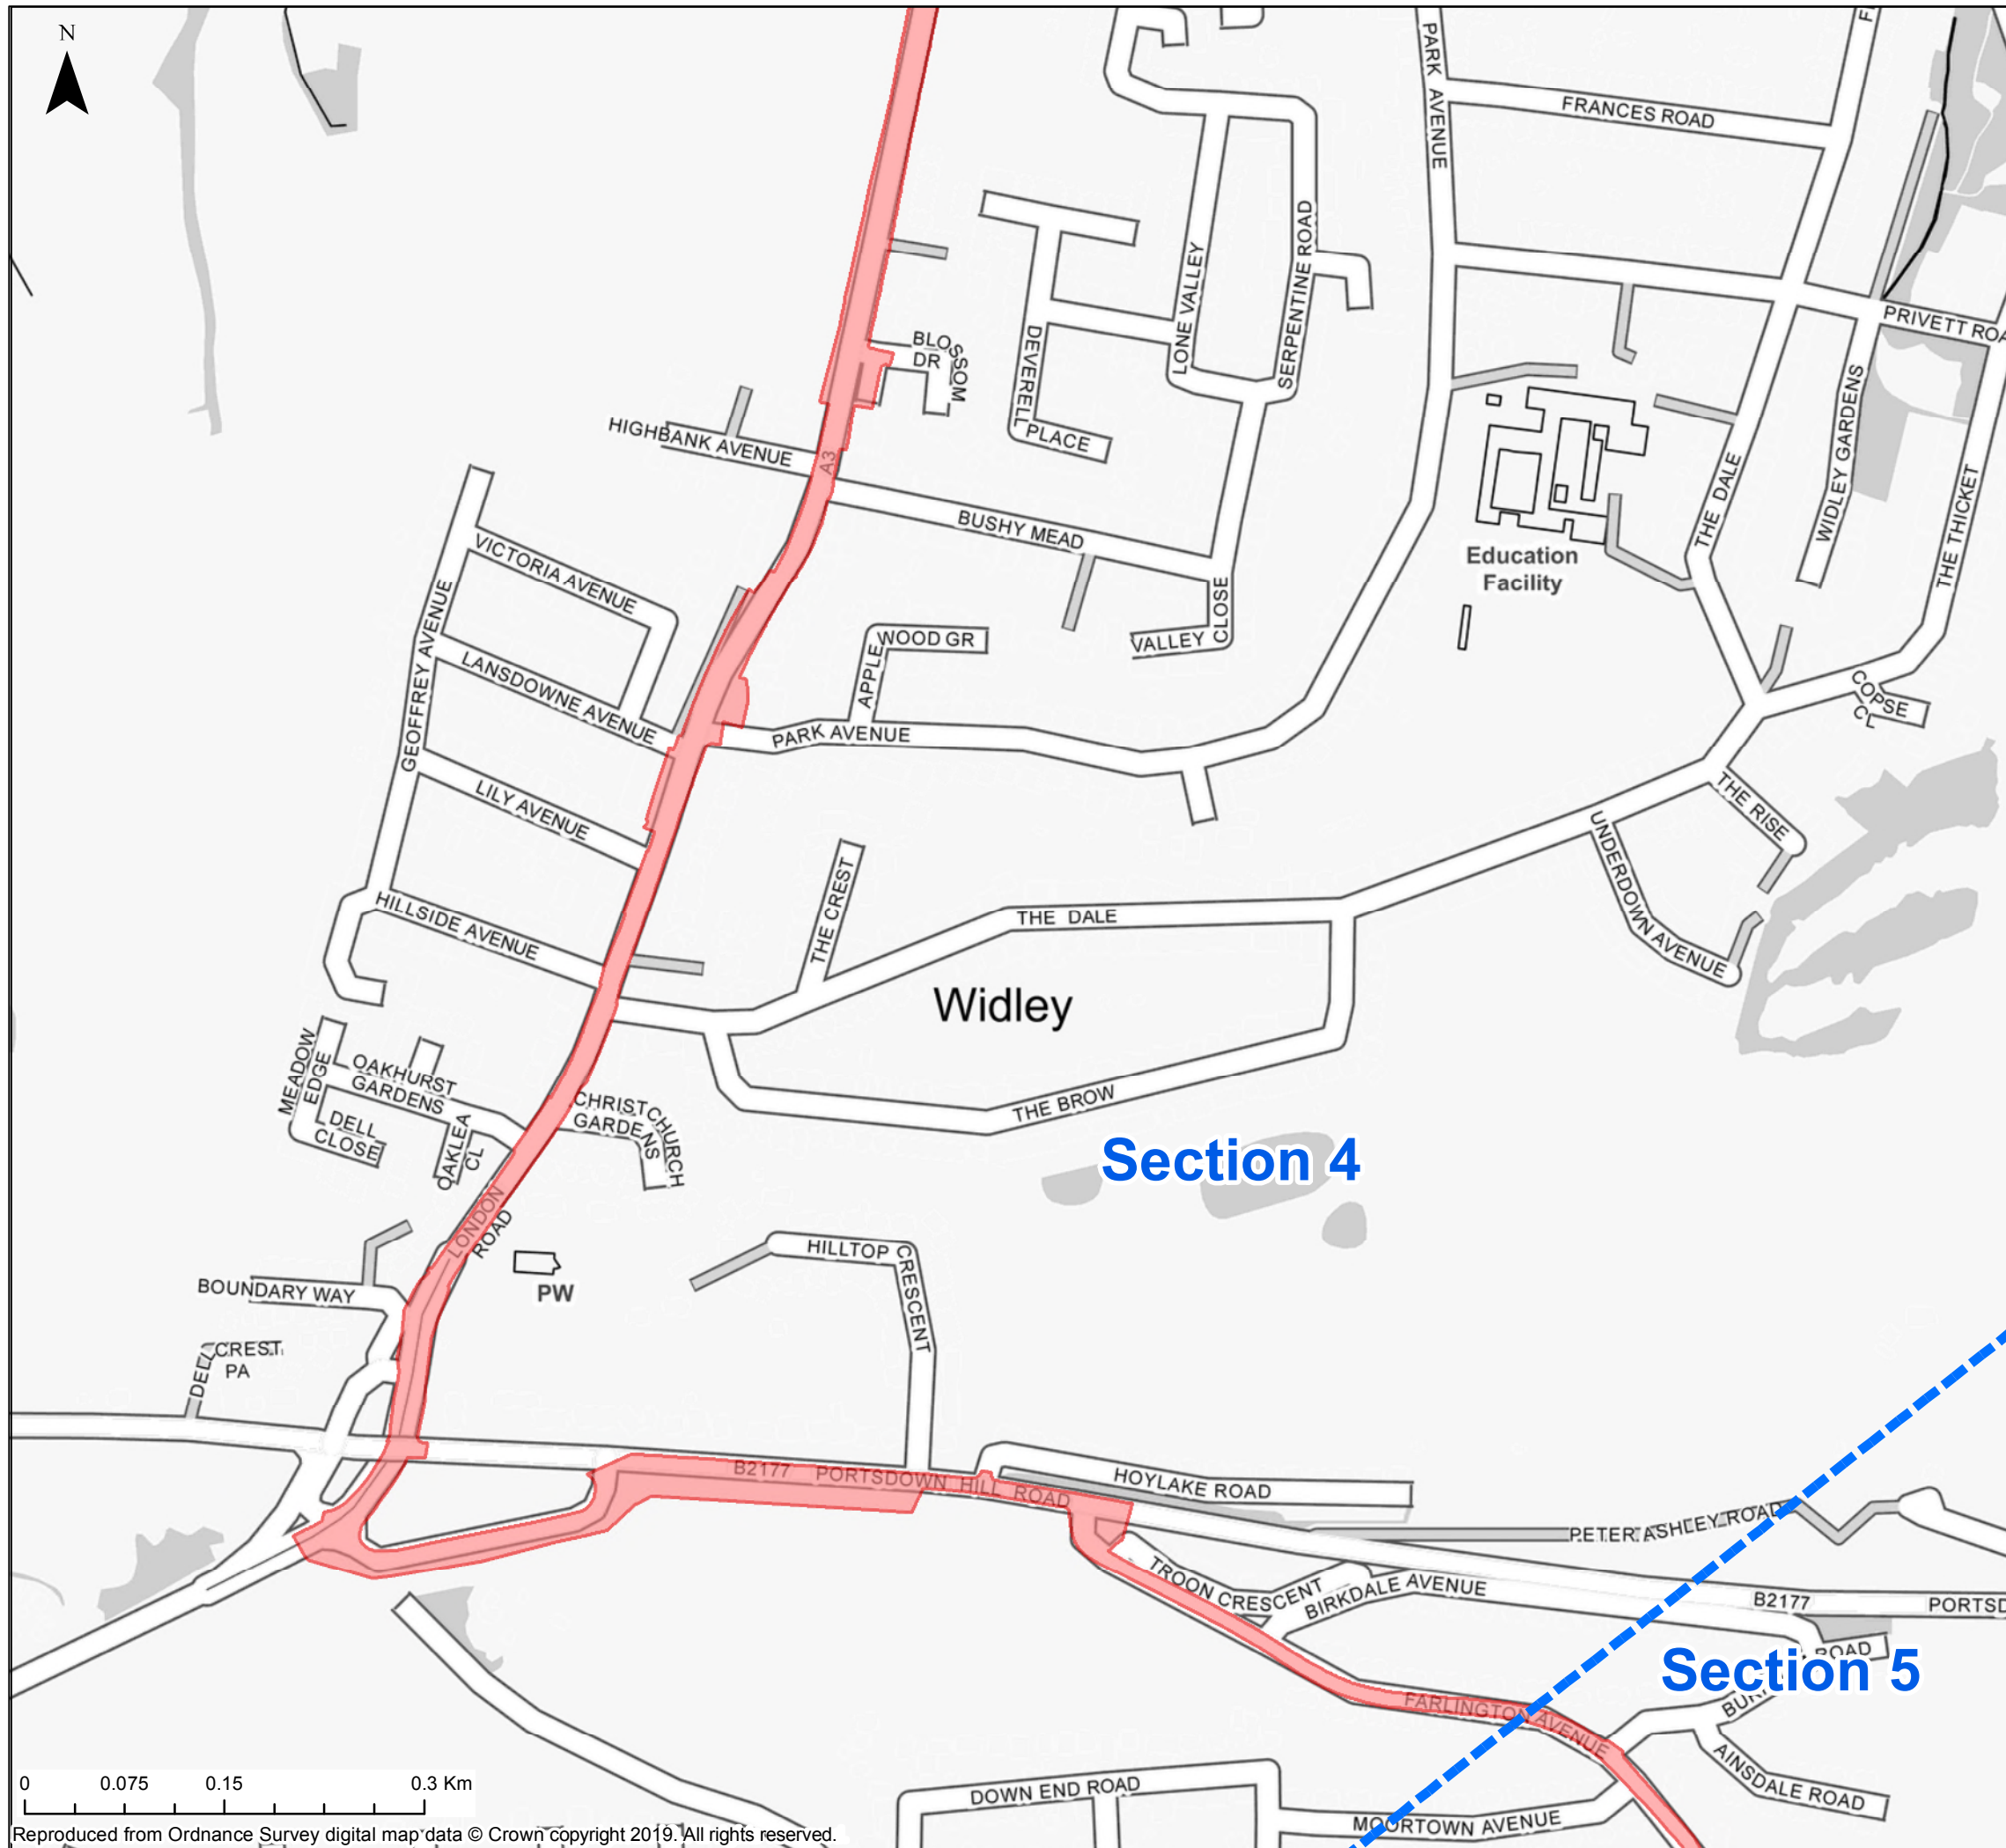 N
PARK AVENUE
FRANCES ROAD
LONE VALLEY
SERPENTINE ROAD
PRIVETT ROA
BLOSSOM
DR
DEVERELL
PLACE
HIGHBANK AVENUE
A3
WIDLEY GARDENS
THE DALE
THE THICKET
BUSHY MEAD
Education
Facility
VICTORIA AVENUE
GEOFFREY AVENUE
LANSDOWNE AVENUE
APPLE
WOOD GR
VALLEY
CLOSE
COPSE
CL
PARK AVENUE
LILY AVENUE
THE RISE
UNDERDOWN AVENUE
THE CREST
THE DALE
HILLSIDE AVENUE
Widley
MEADOW
EDGE
OAKHURST
GARDENS
DELL
CLOSE
OAKLEA
CL
CHRISTCHURCH
GARDENS
THE BROW
Section 4
LONDON
ROAD
PW
HILLTOP CRESCENT
BOUNDARY WAY
DELL
CREST
PA
B2177 PORTSDOWN HILL ROAD
HOYLAKE ROAD
PETER ASHLEY ROAD
TROON CRESCENT
BIRKDALE AVENUE
B2177
PORTSD
ROAD
Section 5
FARLINGTON AVENUE
AINSDALE ROAD
DOWN END ROAD
MOORTOWN AVENUE
0 0.075 0.15 0.3 Km
Reproduced from Ordnance Survey digital map data © Crown copyright 2019. All rights reserved.